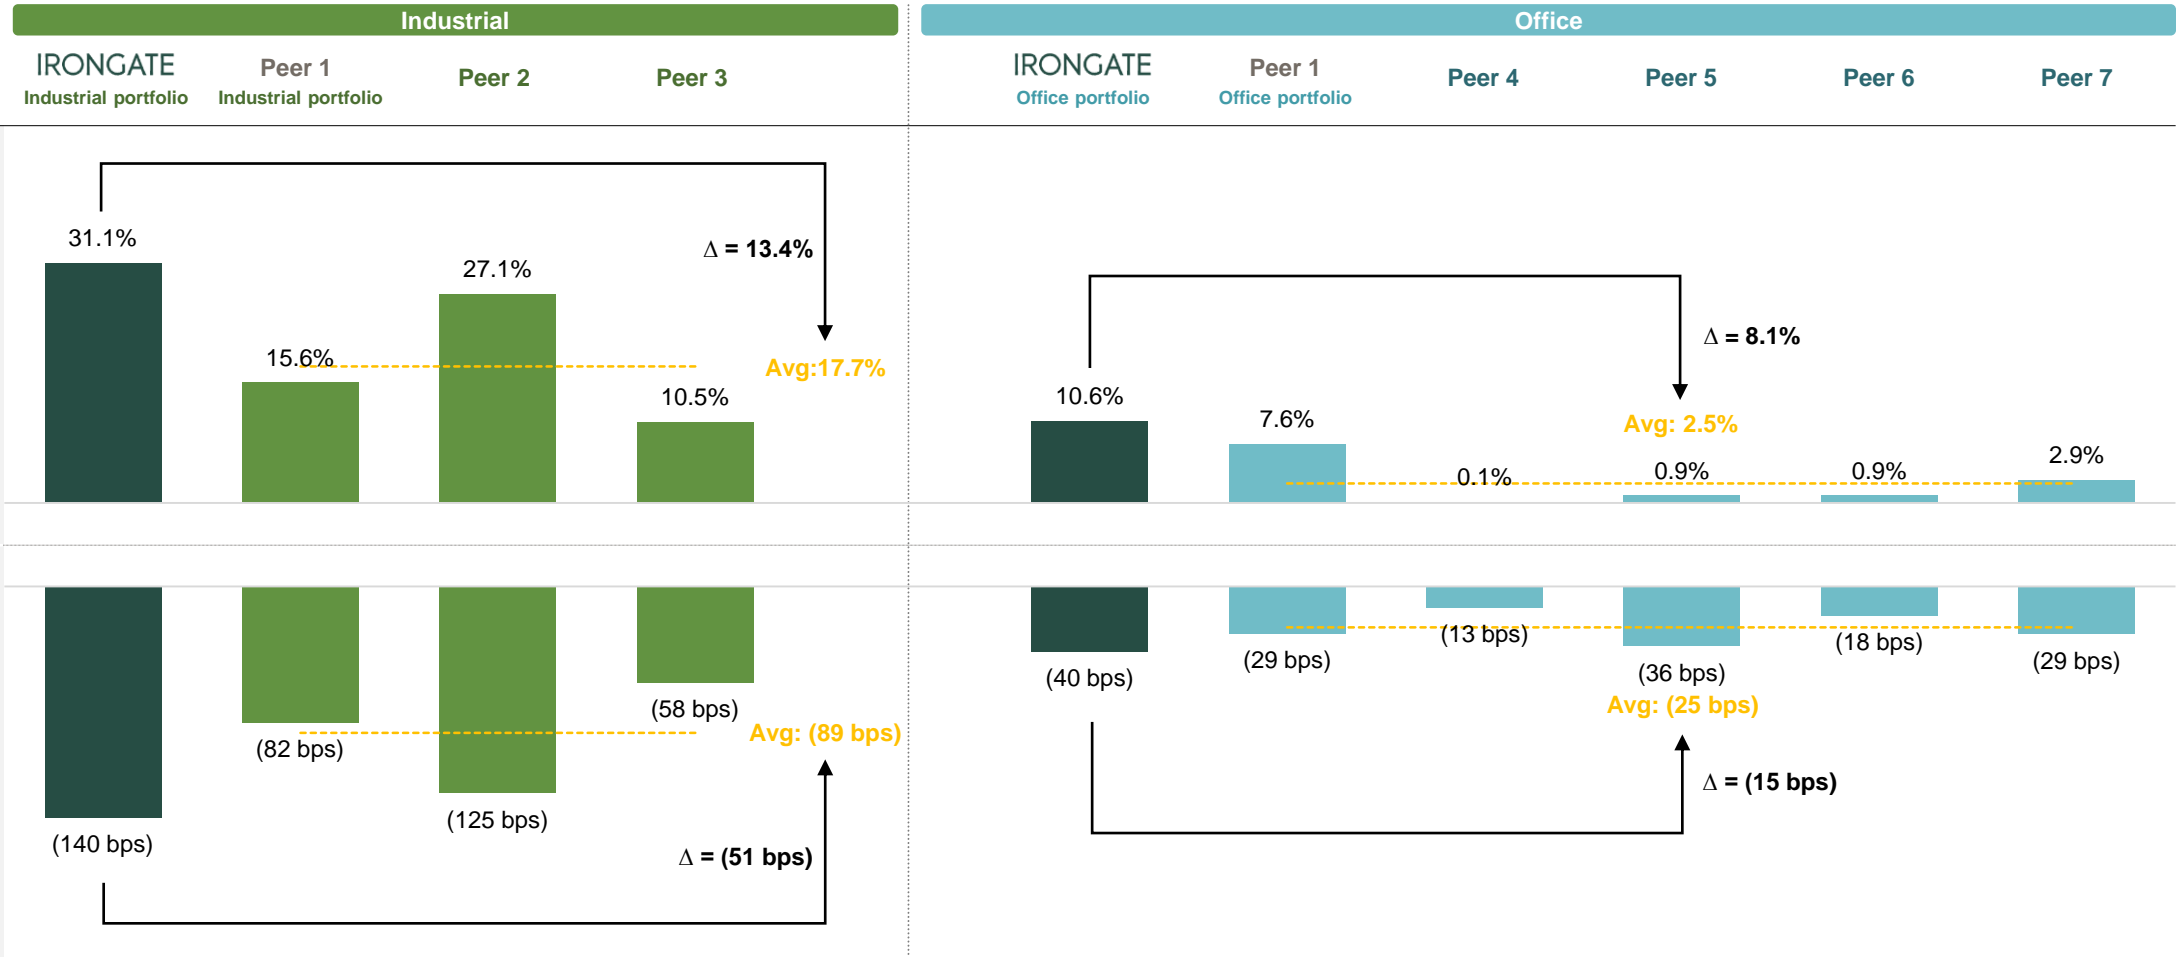 Industrial
Office
IRONGATE
Industrial portfolio
Peer 1
Industrial portfolio
Peer 2
Peer 3
IRONGATE
Office portfolio
Peer 1
Office portfolio
Peer 4
Peer 5
Peer 6
Peer 7
31.1%
15.6%
27.1%
10.5%
Δ = 13.4%
Avg:17.7%
10.6%
7.6%
0.1%
0.9%
0.9%
2.9%
Δ = 8.1%
Avg: 2.5%
(140 bps)
(82 bps)
(125 bps)
(58 bps)
Avg: (89 bps)
Δ = (51 bps)
(40 bps)
(29 bps)
(13 bps)
(36 bps)
(18 bps)
(29 bps)
Avg: (25 bps)
Δ = (15 bps)